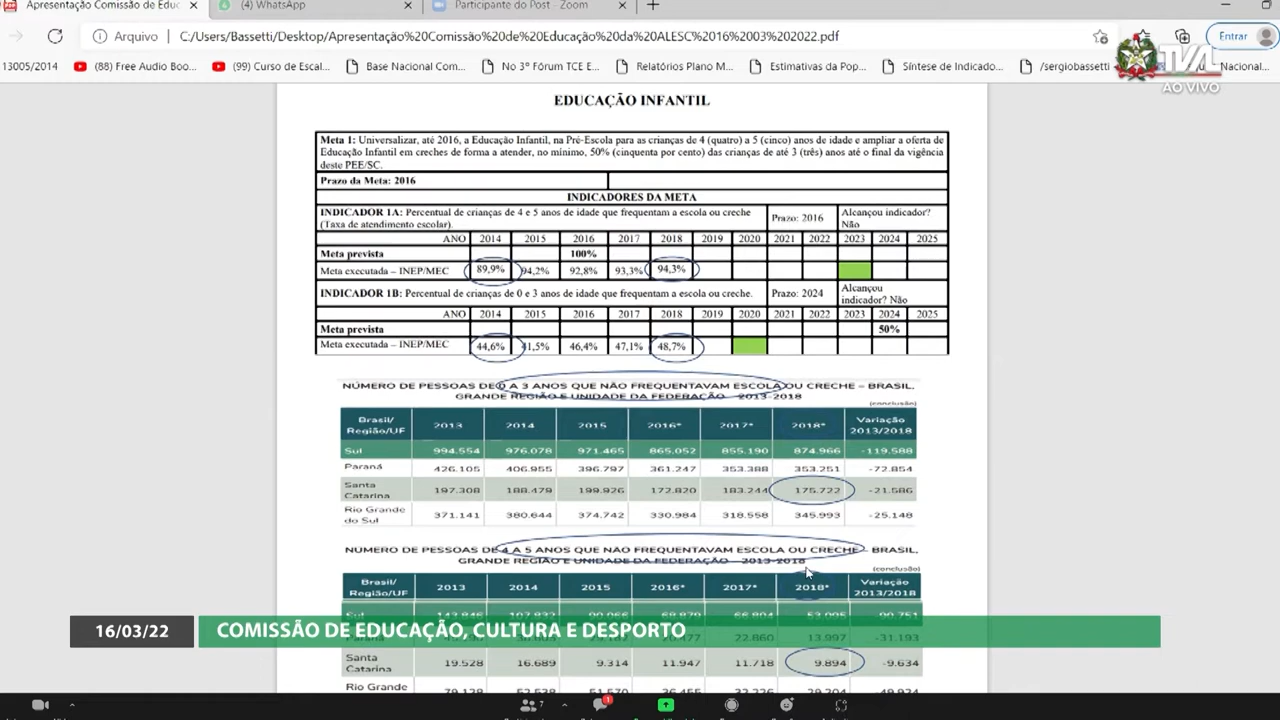 Apresentação Comissão de Educ
(4) WhatsApp
Participante do Post - Zoom
Arquivo
C:/Users/Bassetti/Desktop/Apresentação%20Comissão%20de%20Educação%20da%20ALESC%2016%2003%202022.pdf
Entrar
13005/2014
(88) Free Audio Boo...
(99) Curso de Escal...
Base Nacional Com...
No 3º Fórum TCE E...
Relatórios Plano M...
Estimativas da Pop...
Síntese de Indicado...
/sergiobassetti
Nacional...
TVAL
AO VIVO
EDUCAÇÃO INFANTIL
Meta 1: Universalizar, até 2016, a Educação Infantil, na Pré-Escola para as crianças de 4 (quatro) a 5 (cinco) anos de idade e ampliar a oferta de
Educação Infantil em creches de forma a atender, no mínimo, 50% (cinquenta por cento) das crianças de até 3 (três) anos até o final da vigência
deste PEE/SC.
Prazo da Meta: 2016
INDICADORES DA META
INDICADOR 1A: Percentual de crianças de 4 e 5 anos de idade que frequentam a escola ou creche
(Taxa de atendimento escolar).
Prazo: 2016
Alcançou indicador?
Não
ANO 2014 2015 2016 2017 2018 2019 2020 2021 2022 2023 2024 2025
Meta prevista 100%
Meta executada – INEP/MEC 89,9% 94,2% 92,8% 93,3% 94,3%
INDICADOR 1B: Percentual de crianças de 0 e 3 anos de idade que frequentam a escola ou creche.
Prazo: 2024
Alcançou
indicador? Não
ANO 2014 2015 2016 2017 2018 2019 2020 2021 2022 2023 2024 2025
Meta prevista 50%
Meta executada – INEP/MEC 44,6% 41,5% 46,4% 47,1% 48,7%
NÚMERO DE PESSOAS DE 0 A 3 ANOS QUE NÃO FREQUENTAVAM ESCOLA OU CRECHE – BRASIL,
GRANDE REGIÃO E UNIDADE DA FEDERAÇÃO – 2013-2018
(conclusão)
Brasil/
Região/UF 2013 2014 2015 2016* 2017* 2018* Variação
2013/2018
Sul 994.554 976.078 971.465 865.052 855.190 874.966 -119.588
Paraná 426.105 406.955 396.797 361.247 353.388 353.251 -72.854
Santa
Catarina 197.308 188.479 199.926 172.820 183.244 175.722 -21.586
Rio Grande
do Sul 371.141 380.644 374.742 330.984 318.558 345.993 -25.148
NÚMERO DE PESSOAS DE 4 A 5 ANOS QUE NÃO FREQUENTAVAM ESCOLA OU CRECHE – BRASIL,
GRANDE REGIÃO E UNIDADE DA FEDERAÇÃO – 2013-2018
(conclusão)
Brasil/
Região/UF 2013 2014 2015 2016* 2017* 2018* Variação
2013/2018
Sul
16/03/22
COMISSÃO DE EDUCAÇÃO, CULTURA E DESPORTO
22.860 13.997 -31.193
Santa
Catarina 19.528 16.689 9.314 11.947 11.718 9.894 -9.634
Rio Grande
7
1